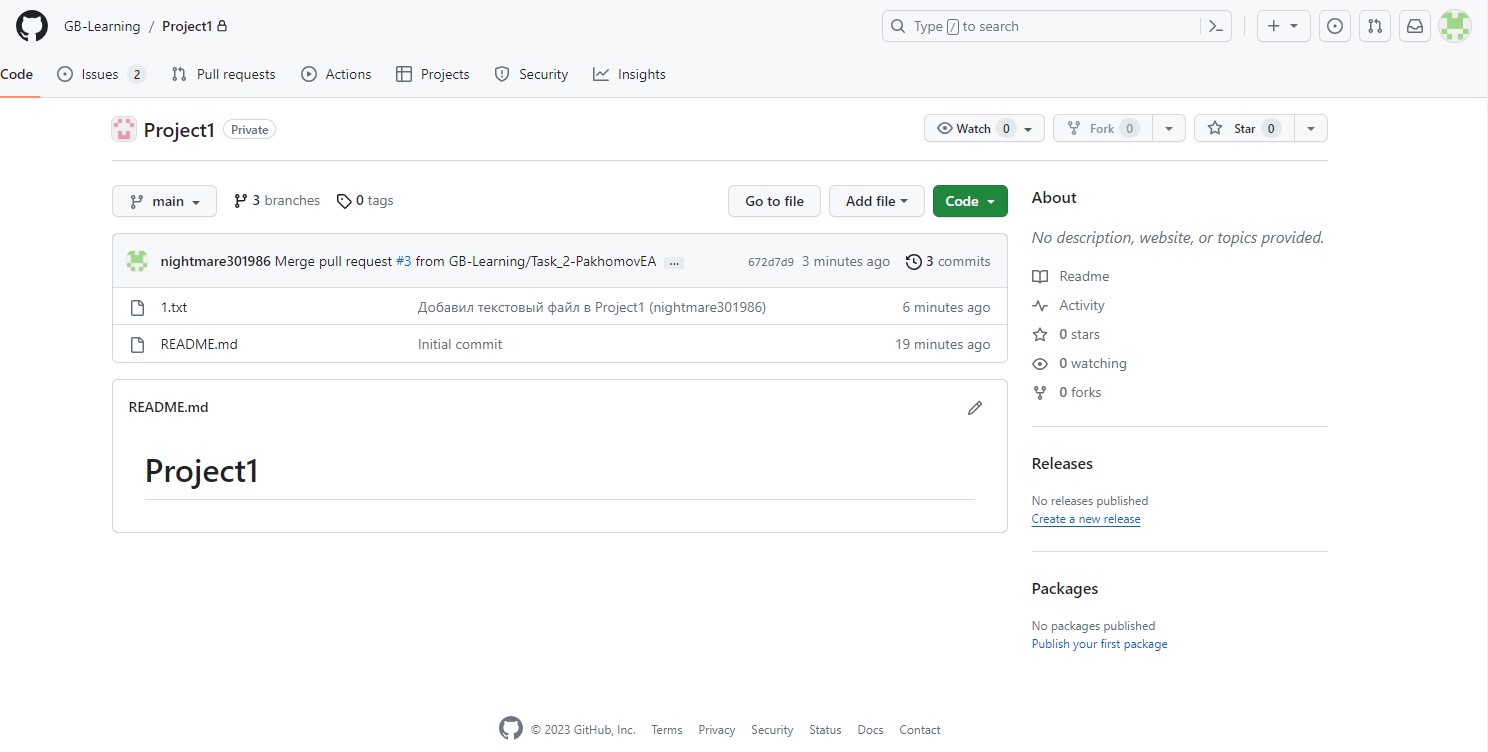 GB-Learning / Project1
Type / to search
Code Issues 2 Pull requests Actions Projects Security Insights
Project1 Private
Watch 0 Fork 0 Star 0
main 3 branches 0 tags Go to file Add file Code
nightmare301986 Merge pull request #3 from GB-Learning/Task_2-PakhomovEA ... 672d7d9 3 minutes ago 3 commits
1.txt Добавил текстовый файл в Project1 (nightmare301986) 6 minutes ago
README.md Initial commit 19 minutes ago
README.md
Project1
About
No description, website, or topics provided.
Readme
Activity
0 stars
0 watching
0 forks
Releases
No releases published
Create a new release
Packages
No packages published
Publish your first package
© 2023 GitHub, Inc. Terms Privacy Security Status Docs Contact